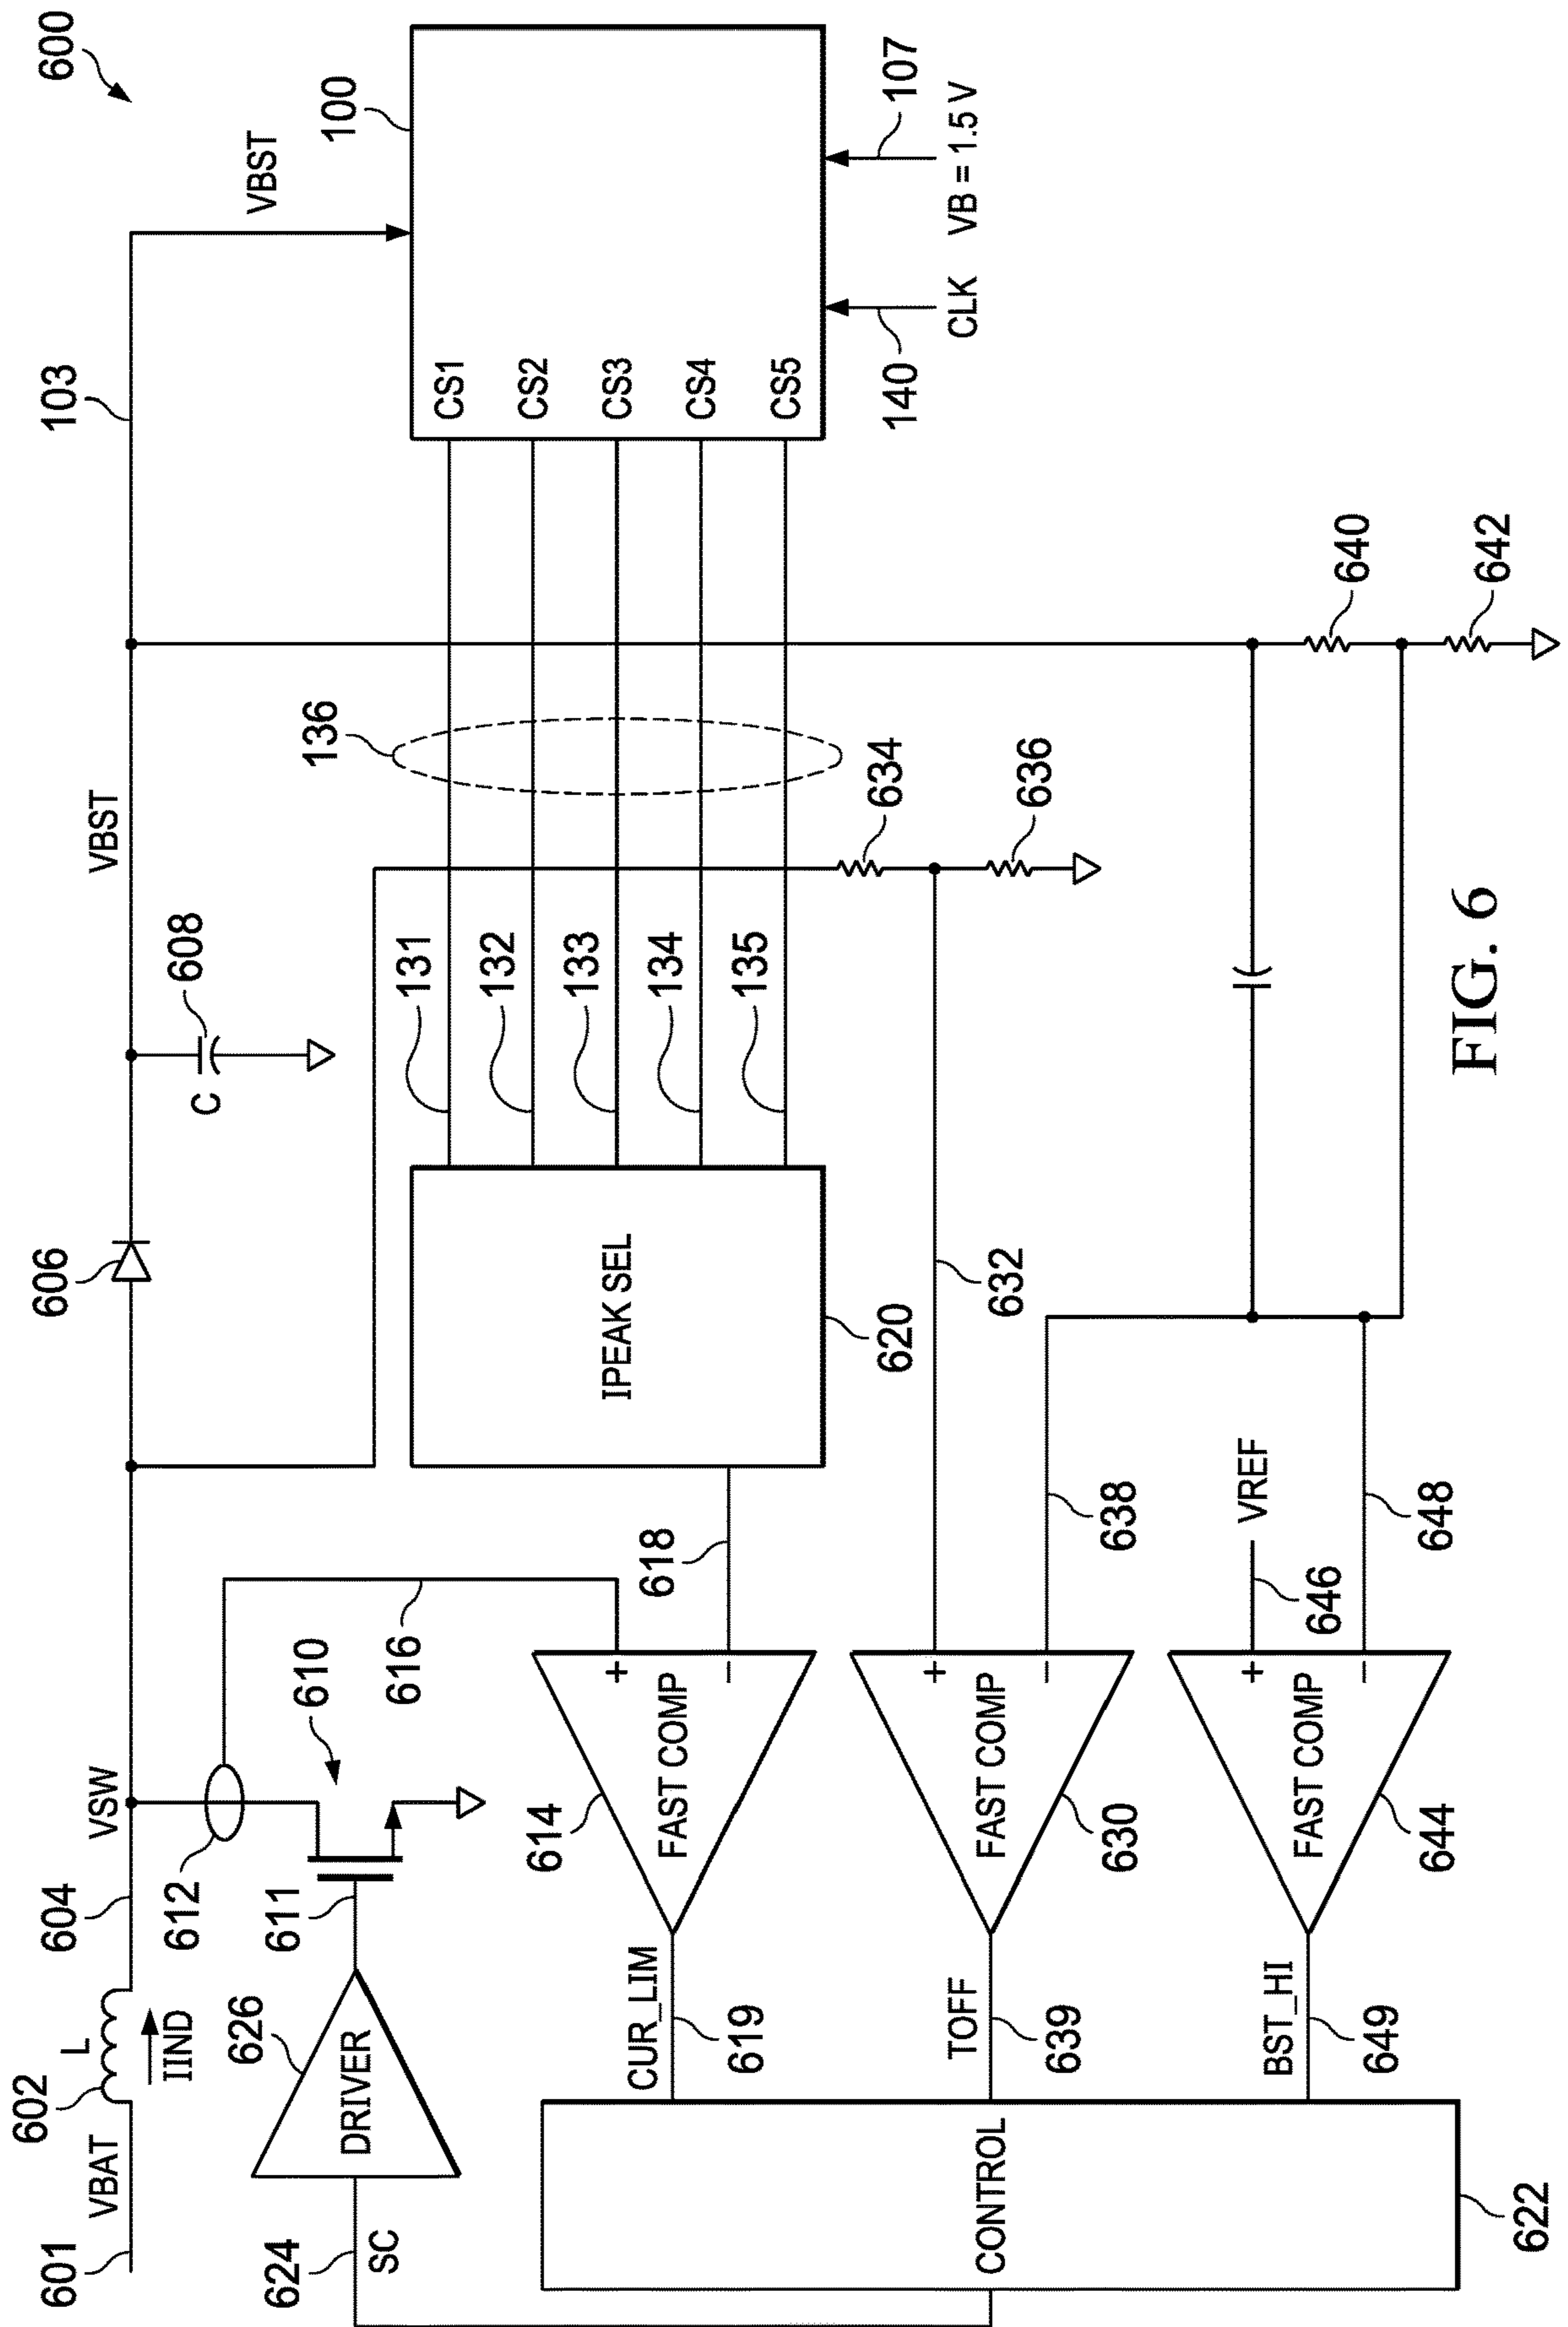 600
VBAT
601
602
L
IIND
604
VSW
606
VBST
103
VBST
C
608
612
610
611
616
626
DRIVER
624
SC
100
CS1
CS2
CS3
CS4
CS5
136
131
132
133
134
135
140
CLK
107
VB = 1.5 V
IPEAK SEL
620
618
634
636
632
614
FAST COMP
+
−
CUR_LIM
619
630
FAST COMP
+
−
TOFF
639
638
644
FAST COMP
+
−
BST_HI
649
VREF
646
648
640
642
CONTROL
622
FIG. 6